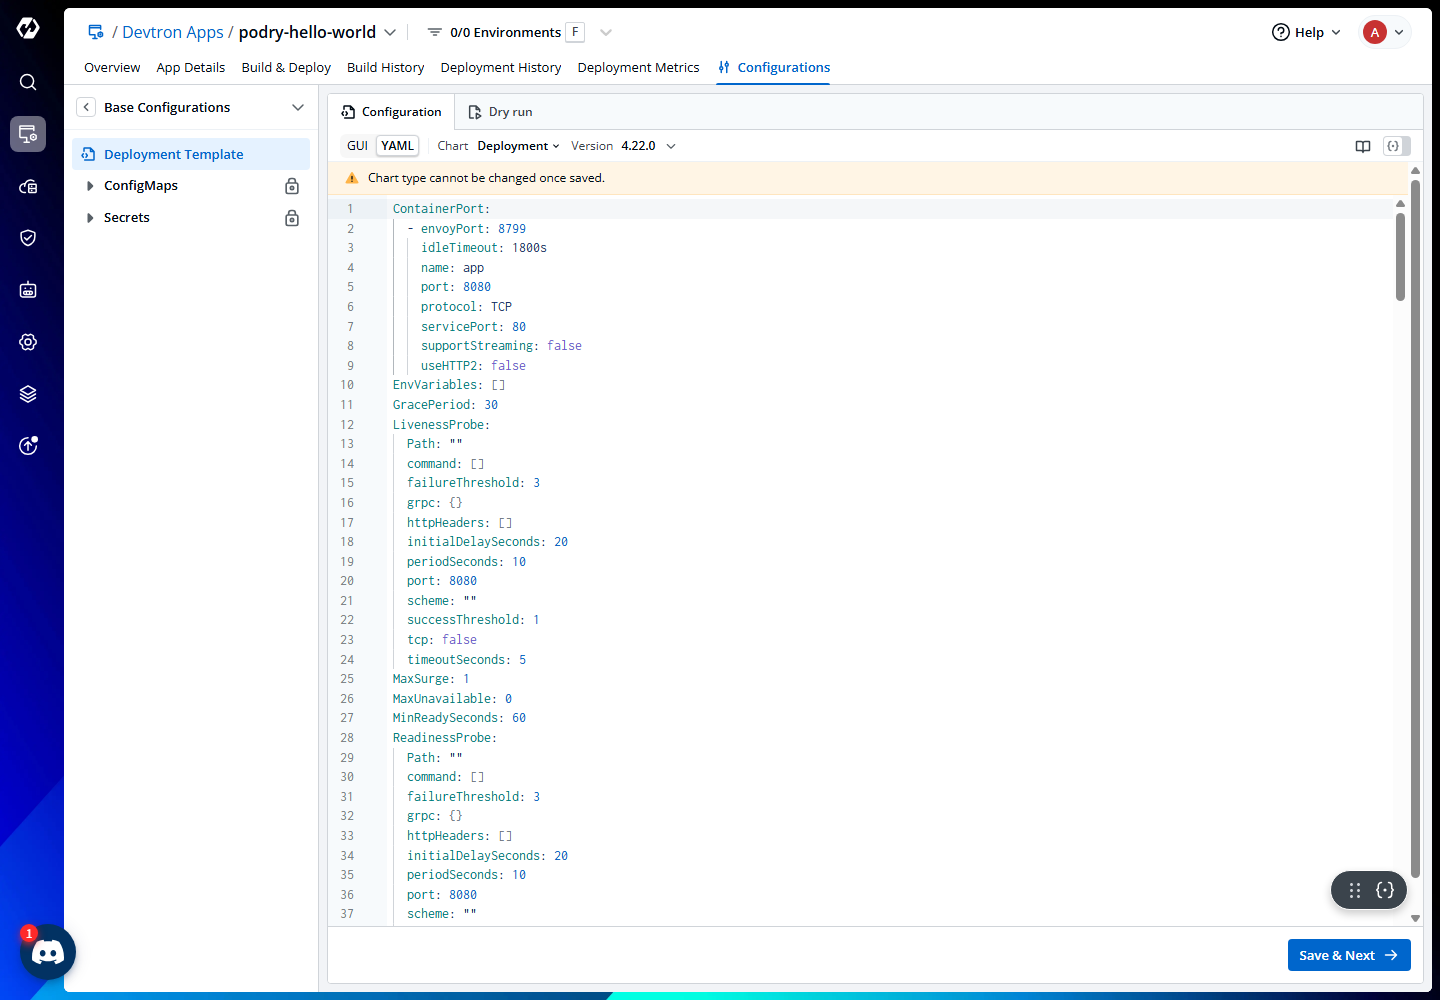 / Devtron Apps / podry-hello-world
0/0 Environments F
Help
A
Overview App Details Build & Deploy Build History Deployment History Deployment Metrics Configurations
Base Configurations
Configuration Dry run
GUI YAML Chart Deployment Version 4.22.0
Deployment Template
ConfigMaps
Secrets
Chart type cannot be changed once saved.
1 ContainerPort:
2 - envoyPort: 8799
3 idleTimeout: 1800s
4 name: app
5 port: 8080
6 protocol: TCP
7 servicePort: 80
8 supportStreaming: false
9 useHTTP2: false
10 EnvVariables: []
11 GracePeriod: 30
12 LivenessProbe:
13 Path: ""
14 command: []
15 failureThreshold: 3
16 grpc: {}
17 httpHeaders: []
18 initialDelaySeconds: 20
19 periodSeconds: 10
20 port: 8080
21 scheme: ""
22 successThreshold: 1
23 tcp: false
24 timeoutSeconds: 5
25 MaxSurge: 1
26 MaxUnavailable: 0
27 MinReadySeconds: 60
28 ReadinessProbe:
29 Path: ""
30 command: []
31 failureThreshold: 3
32 grpc: {}
33 httpHeaders: []
34 initialDelaySeconds: 20
35 periodSeconds: 10
36 port: 8080
37 scheme: ""
1
Save & Next